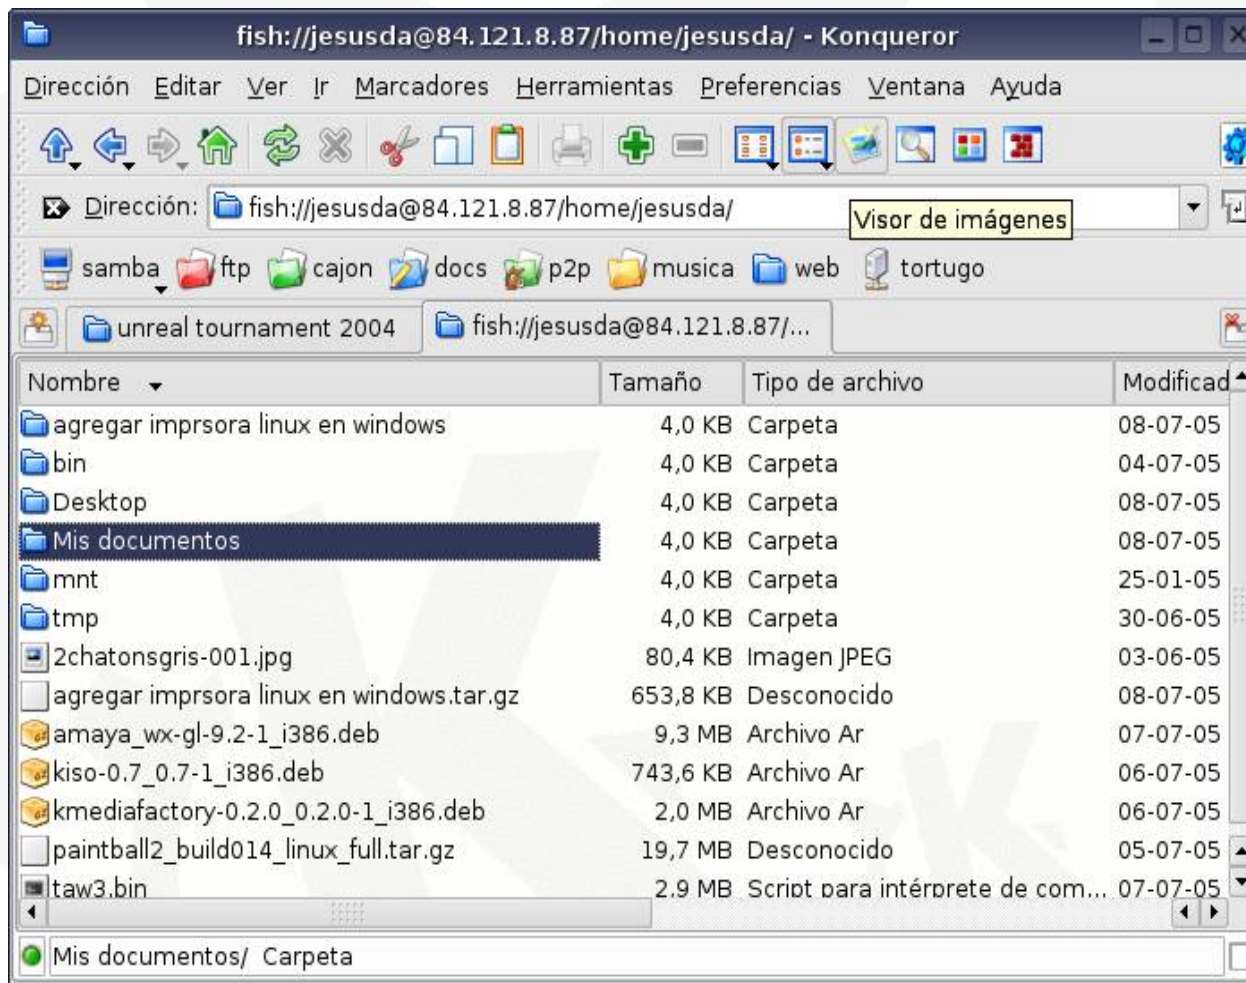 fish://jesusda@84.121.8.87/home/jesusda/ - Konqueror
Dirección Editar Ver Ir Marcadores Herramientas Preferencias Ventana Ayuda
Dirección: fish://jesusda@84.121.8.87/home/jesusda/
Visor de imágenes
samba ftp cajon docs p2p musica web tortugo
unreal tournament 2004 fish://jesusda@84.121.8.87/...
Nombre Tamaño Tipo de archivo Modificad
agregar imprsora linux en windows 4,0 KB Carpeta 08-07-05
bin 4,0 KB Carpeta 04-07-05
Desktop 4,0 KB Carpeta 08-07-05
Mis documentos 4,0 KB Carpeta 08-07-05
mnt 4,0 KB Carpeta 25-01-05
tmp 4,0 KB Carpeta 30-06-05
2chatonsgris-001.jpg 80,4 KB Imagen JPEG 03-06-05
agregar imprsora linux en windows.tar.gz 653,8 KB Desconocido 08-07-05
amaya_wx-gl-9.2-1_i386.deb 9,3 MB Archivo Ar 07-07-05
kiso-0.7_0.7-1_i386.deb 743,6 KB Archivo Ar 06-07-05
kmediafactory-0.2.0_0.2.0-1_i386.deb 2,0 MB Archivo Ar 06-07-05
paintball2_build014_linux_full.tar.gz 19,7 MB Desconocido 05-07-05
taw3.bin 2,9 MB Script para intérprete de com... 07-07-05
Mis documentos/ Carpeta